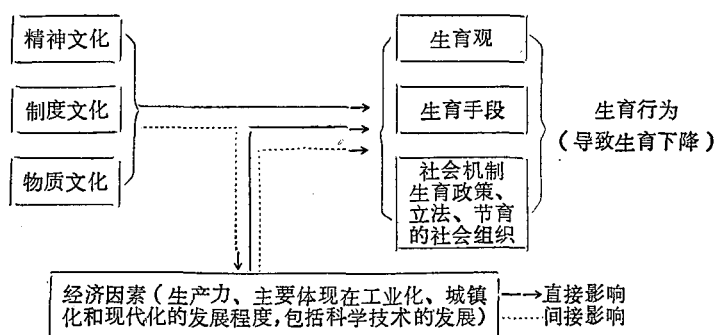 精神文化
制度文化
物质文化
生育观
生育手段
社会机制
生育政策、
立法、节育
的社会组织
生育行为
(导致生育下降)
经济因素(生产力、主要体现在工业化、城镇
化和现代化的发展程度,包括科学技术的发展)
直接影响
间接影响